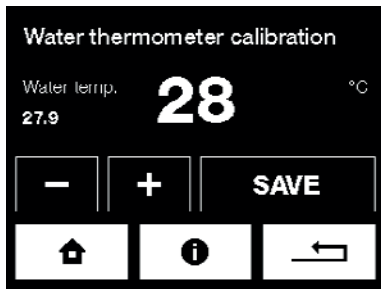 Water thermometer calibration
Water temp.
27.9
28
°C
− + SAVE